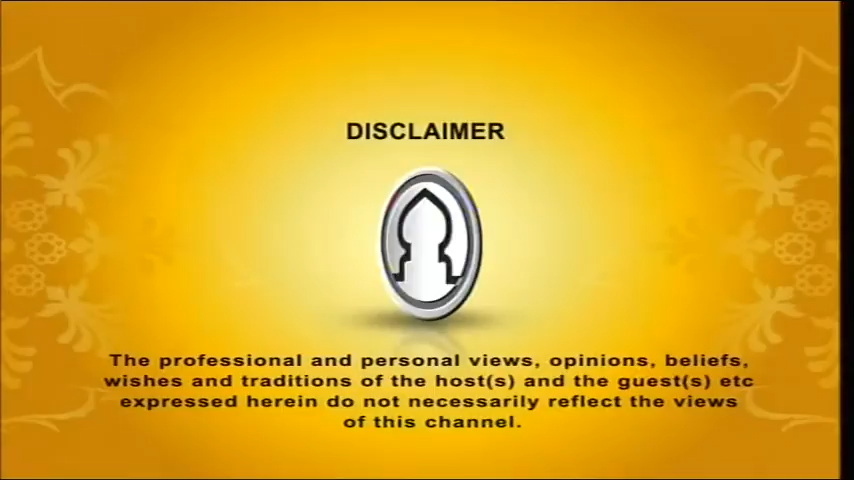 DISCLAIMER
The professional and personal views, opinions, beliefs,
wishes and traditions of the host(s) and the guest(s) etc
expressed herein do not necessarily reflect the views
of this channel.